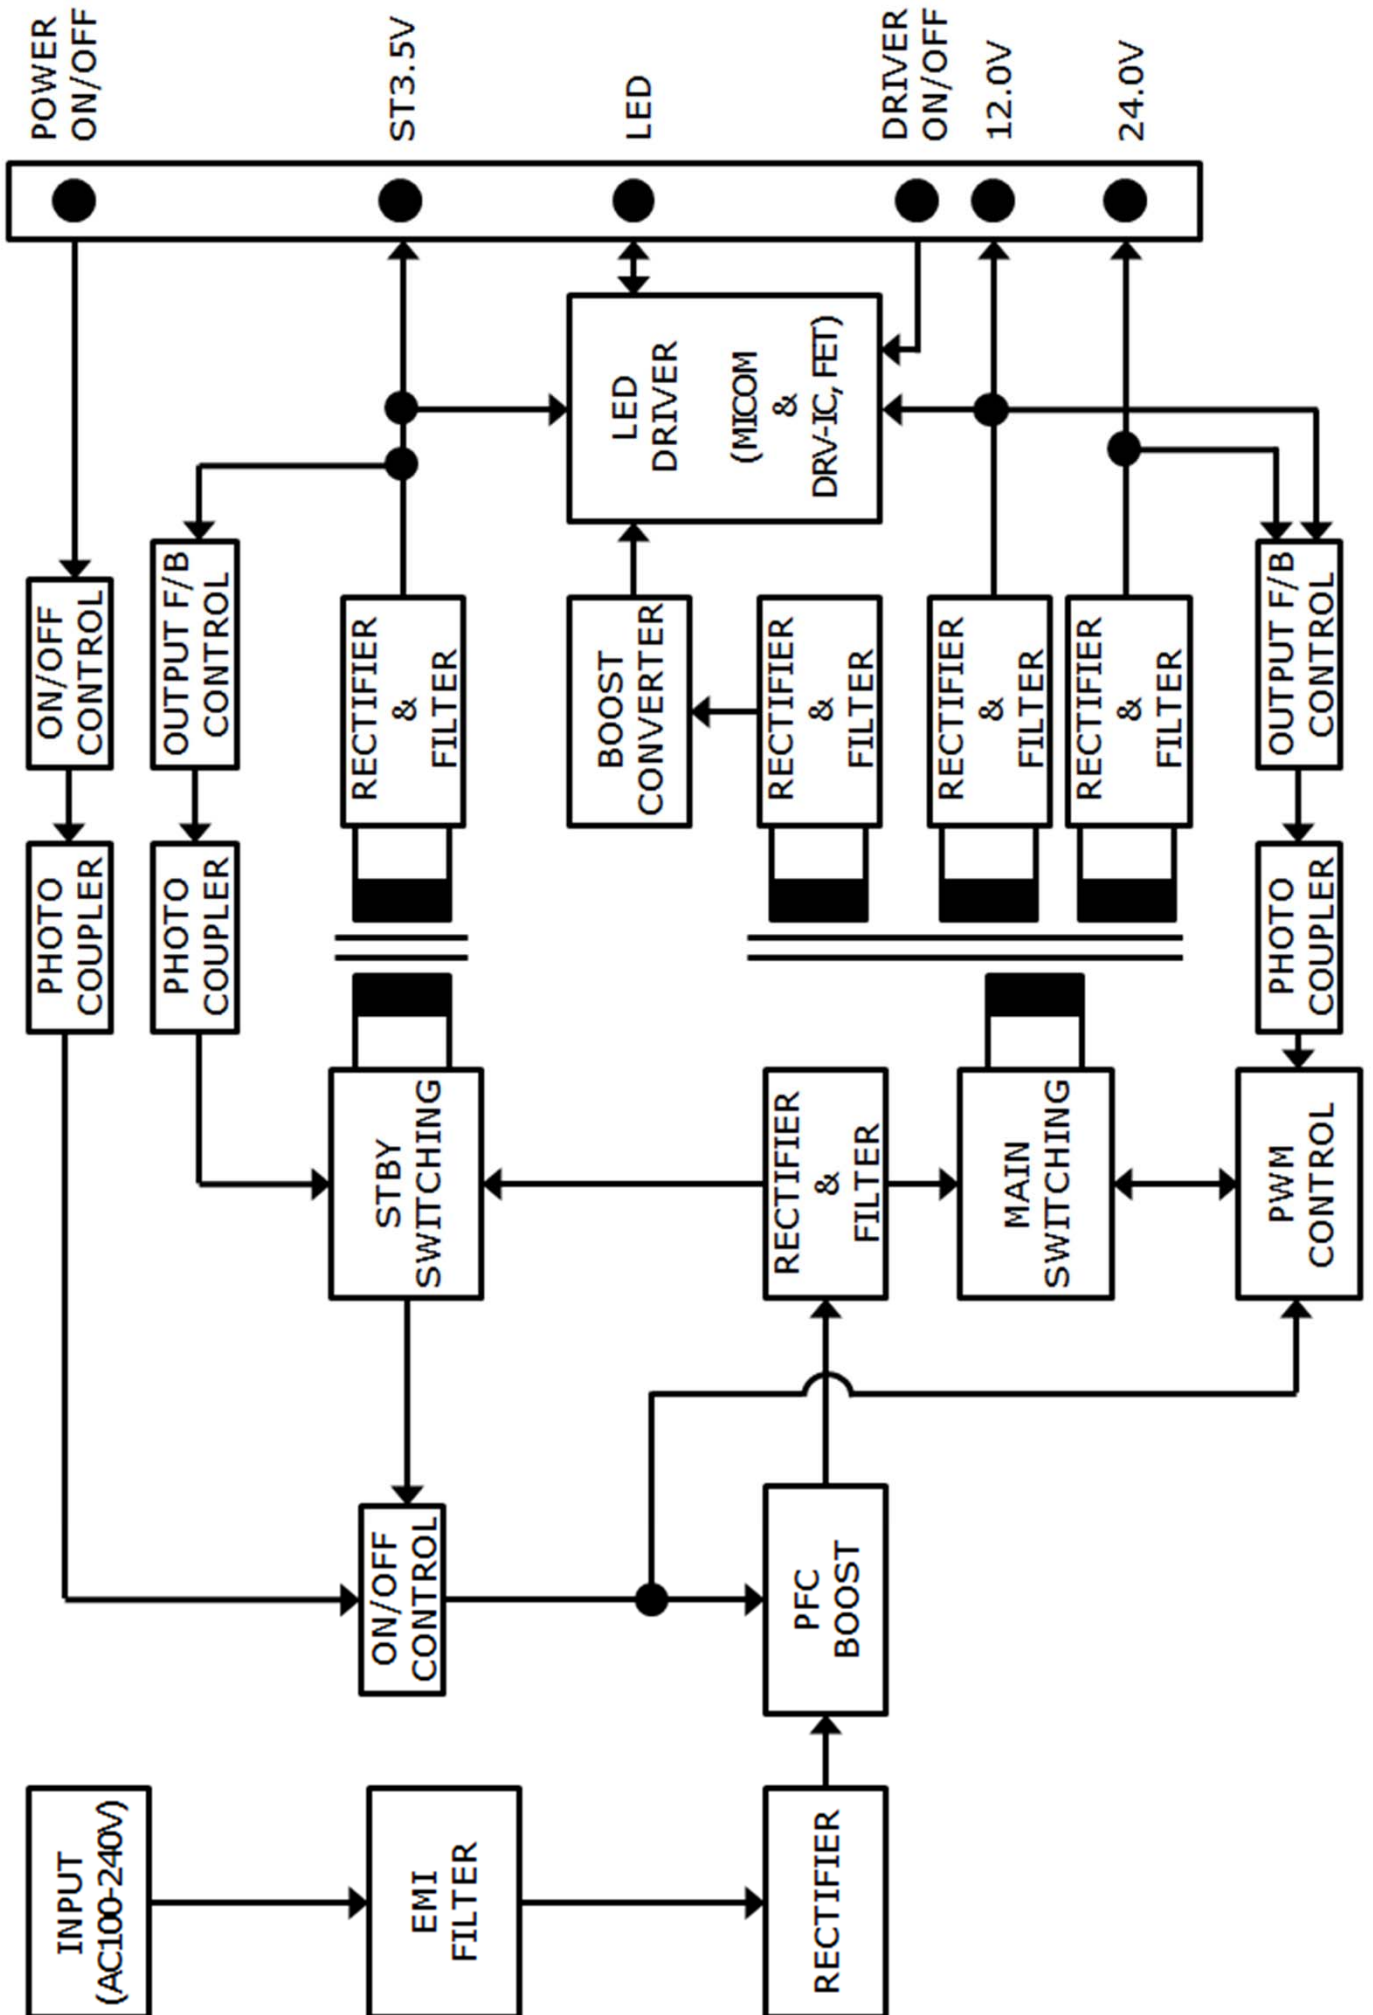 INPUT
(AC100-240V)
PHOTO
COUPLER
ON/OFF
CONTROL
POWER
ON/OFF
PHOTO
COUPLER
OUTPUT F/B
CONTROL
EMI
FILTER
ON/OFF
CONTROL
STBY
SWITCHING
RECTIFIER
&
FILTER
ST3.5V
BOOST
CONVERTER
LED
DRIVER
(MICOM
&
DRV-IC, FET)
LED
RECTIFIER
PFC
BOOST
RECTIFIER
&
FILTER
RECTIFIER
&
FILTER
DRIVER
ON/OFF
MAIN
SWITCHING
RECTIFIER
&
FILTER
12.0V
RECTIFIER
&
FILTER
24.0V
PWM
CONTROL
PHOTO
COUPLER
OUTPUT F/B
CONTROL